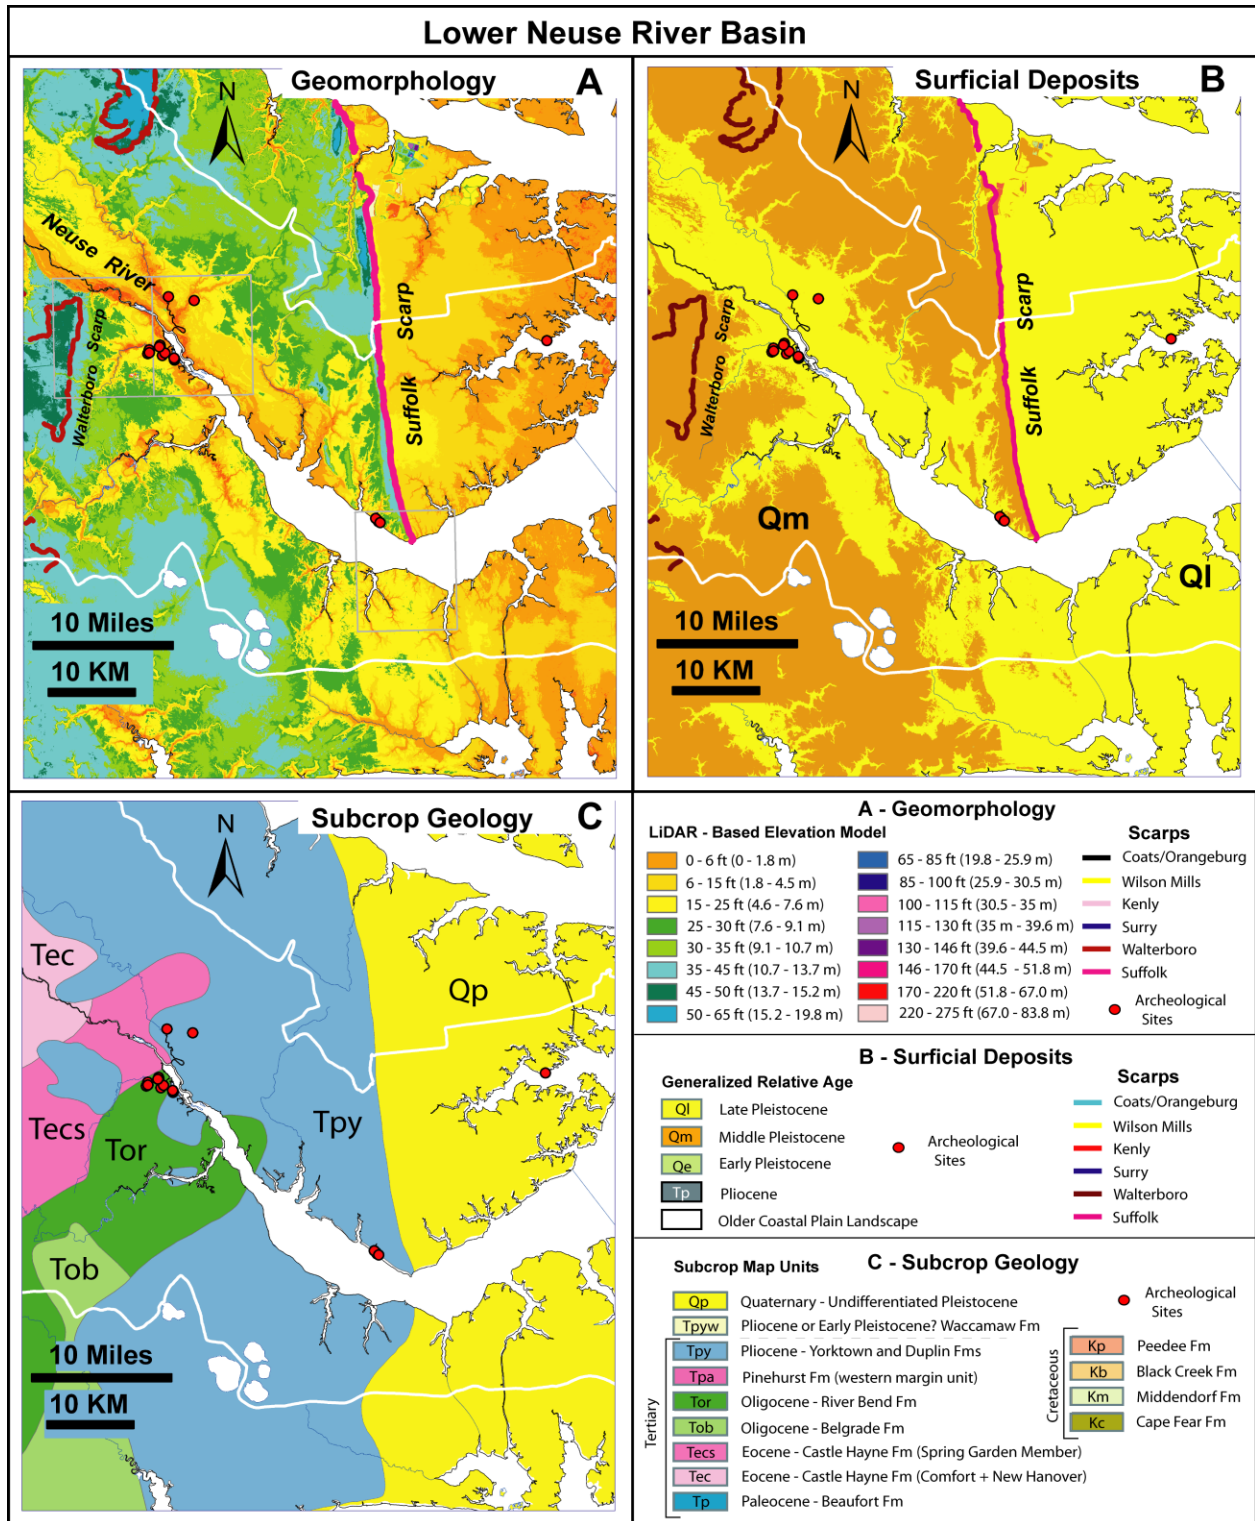 Lower Neuse River Basin
Geomorphology
A
N
Neuse River
Walterboro Scarp
Suffolk Scarp
10 Miles
10 KM
Surficial Deposits
B
N
Walterboro Scarp
Suffolk Scarp
Qm
Ql
10 Miles
10 KM
Subcrop Geology
C
N
Tec
Qp
Tecs
Tor
Tpy
Tob
10 Miles
10 KM
A - Geomorphology
LiDAR - Based Elevation Model
0 - 6 ft (0 - 1.8 m)
6 - 15 ft (1.8 - 4.5 m)
15 - 25 ft (4.6 - 7.6 m)
25 - 30 ft (7.6 - 9.1 m)
30 - 35 ft (9.1 - 10.7 m)
35 - 45 ft (10.7 - 13.7 m)
45 - 50 ft (13.7 - 15.2 m)
50 - 65 ft (15.2 - 19.8 m)
65 - 85 ft (19.8 - 25.9 m)
85 - 100 ft (25.9 - 30.5 m)
100 - 115 ft (30.5 - 35 m)
115 - 130 ft (35 m - 39.6 m)
130 - 146 ft (39.6 - 44.5 m)
146 - 170 ft (44.5 - 51.8 m)
170 - 220 ft (51.8 - 67.0 m)
220 - 275 ft (67.0 - 83.8 m)
Scarps
Coats/Orangeburg
Wilson Mills
Kenly
Surry
Walterboro
Suffolk
Archeological
Sites
B - Surficial Deposits
Generalized Relative Age
Ql Late Pleistocene
Qm Middle Pleistocene
Qe Early Pleistocene
Tp Pliocene
Older Coastal Plain Landscape
Archeological
Sites
Scarps
Coats/Orangeburg
Wilson Mills
Kenly
Surry
Walterboro
Suffolk
C - Subcrop Geology
Subcrop Map Units
Qp Quaternary - Undifferentiated Pleistocene
Tpyw Pliocene or Early Pleistocene? Waccamaw Fm
Tertiary
Tpy Pliocene - Yorktown and Duplin Fms
Tpa Pinehurst Fm (western margin unit)
Tor Oligocene - River Bend Fm
Tob Oligocene - Belgrade Fm
Tecs Eocene - Castle Hayne Fm (Spring Garden Member)
Tec Eocene - Castle Hayne Fm (Comfort + New Hanover)
Tp Paleocene - Beaufort Fm
Archeological
Sites
Cretaceous
Kp Peedee Fm
Kb Black Creek Fm
Km Middendorf Fm
Kc Cape Fear Fm